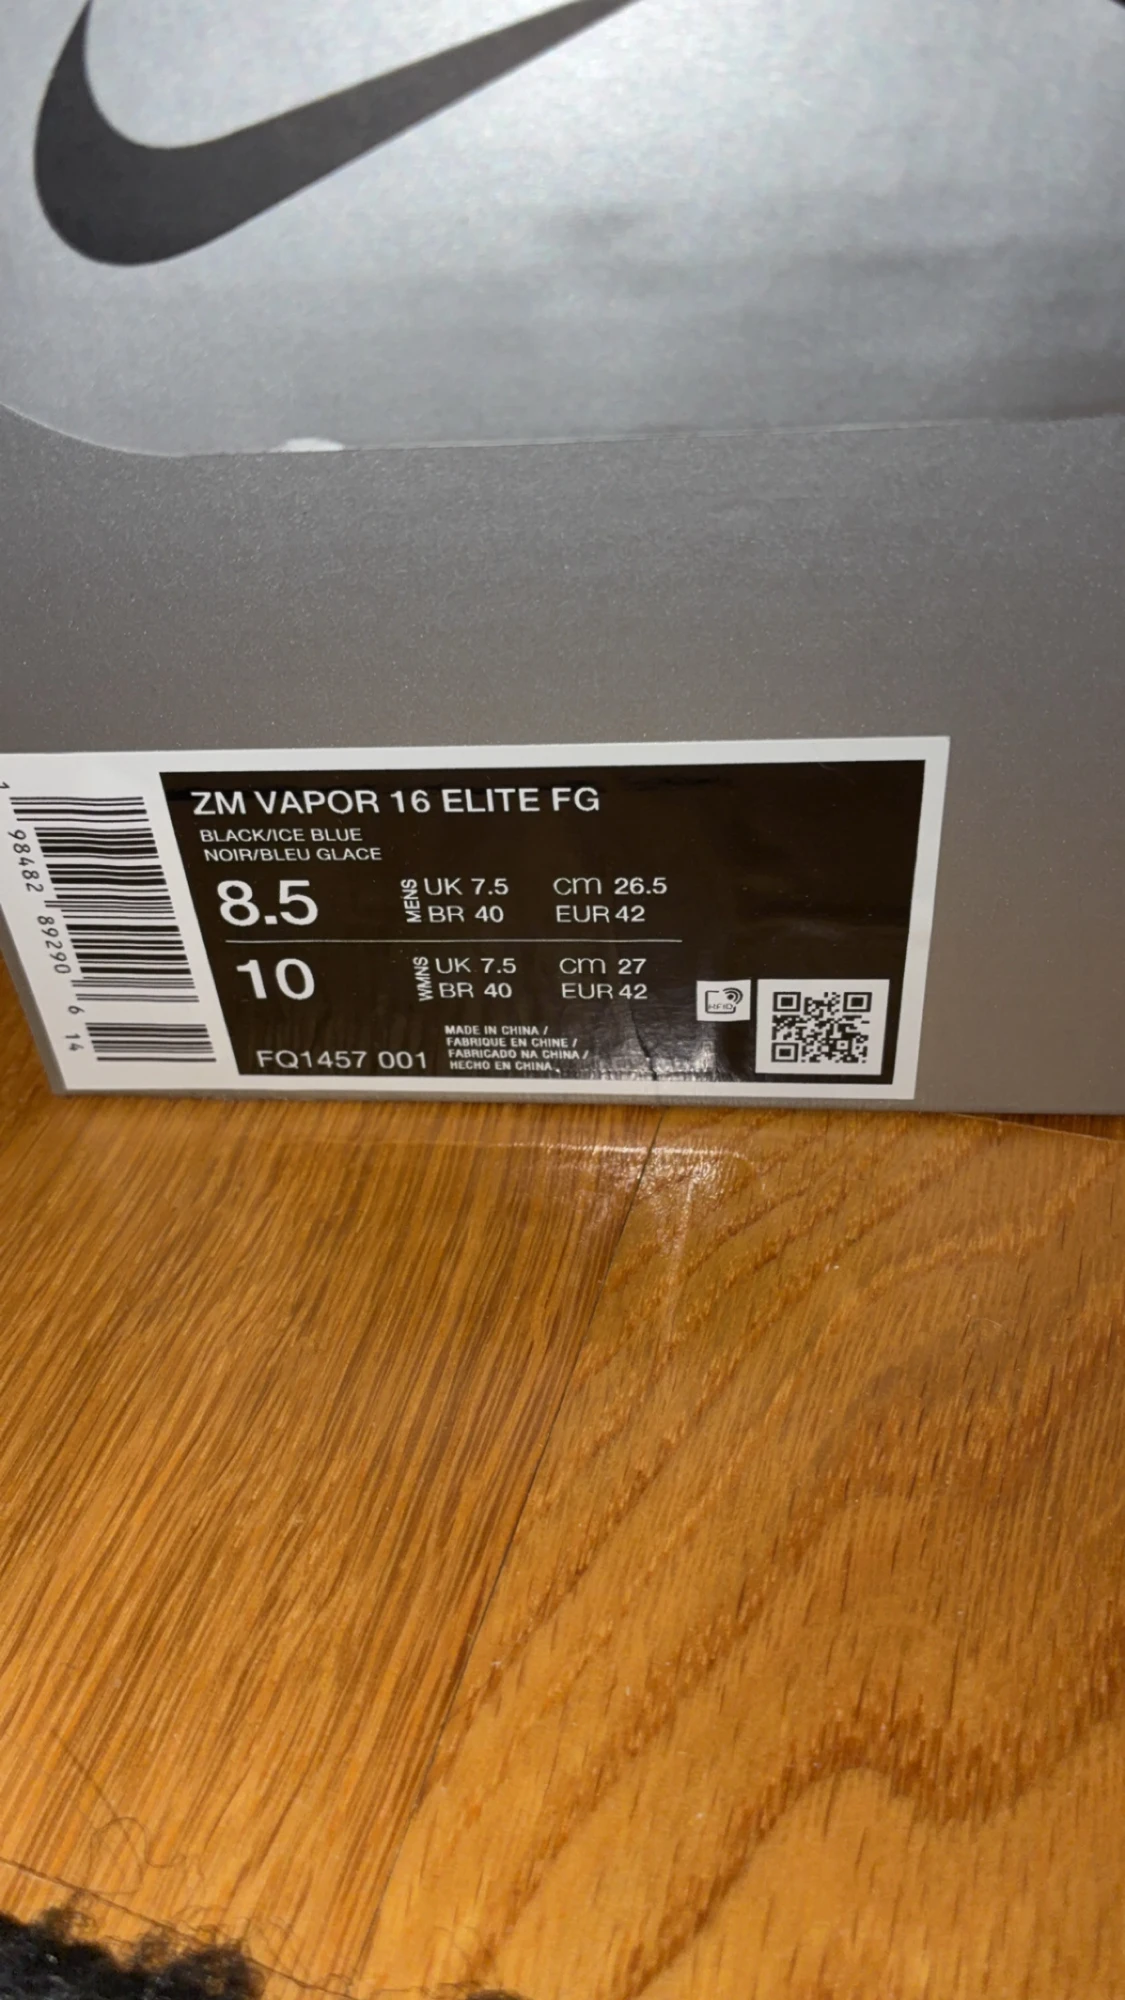 ZM VAPOR 16 ELITE FG
BLACK/ICE BLUE
NOIR/BLEU GLACE
8.5 MENS UK 7.5 cm 26.5
BR 40 EUR 42
10 WMNS UK 7.5 cm 27
BR 40 EUR 42
FQ1457 001
MADE IN CHINA /
FABRIQUE EN CHINE /
FABRICADO NA CHINA /
HECHO EN CHINA
RFID
1 98482 89290 6 14